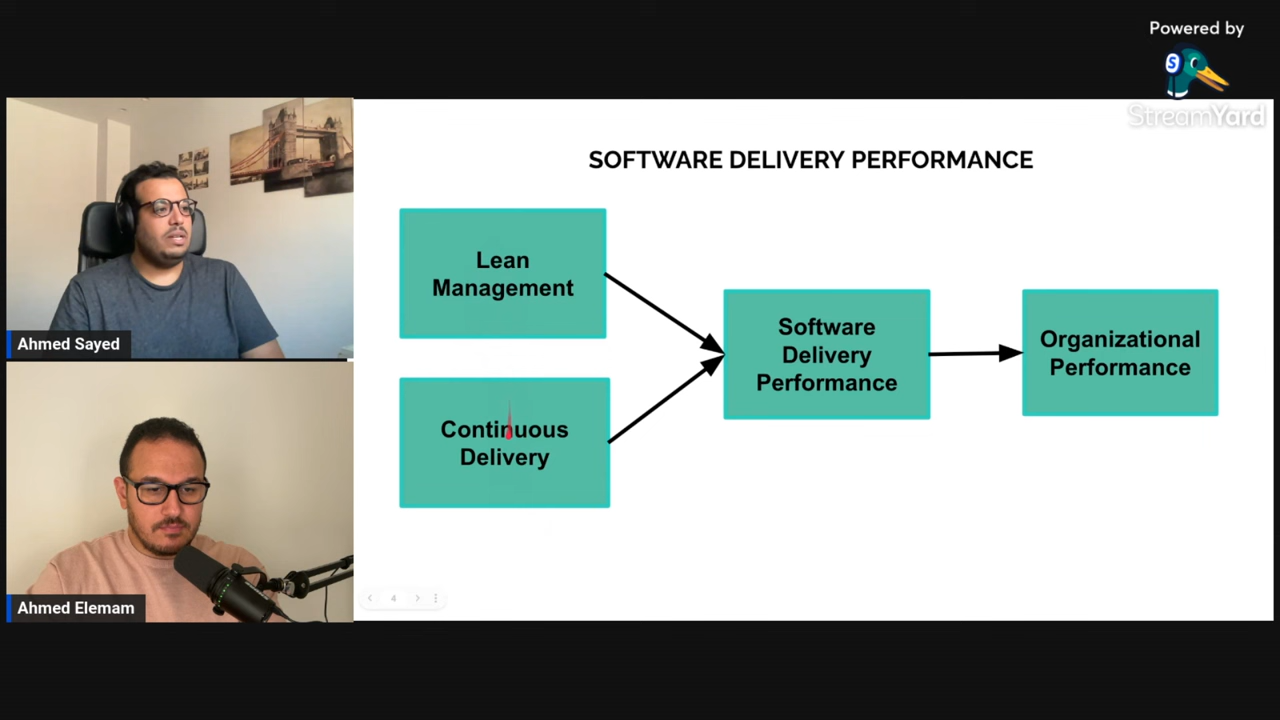 Powered by
S
StreamYard
SOFTWARE DELIVERY PERFORMANCE
Lean
Management
Continuous
Delivery
Software
Delivery
Performance
Organizational
Performance
Ahmed Sayed
Ahmed Elemam
4